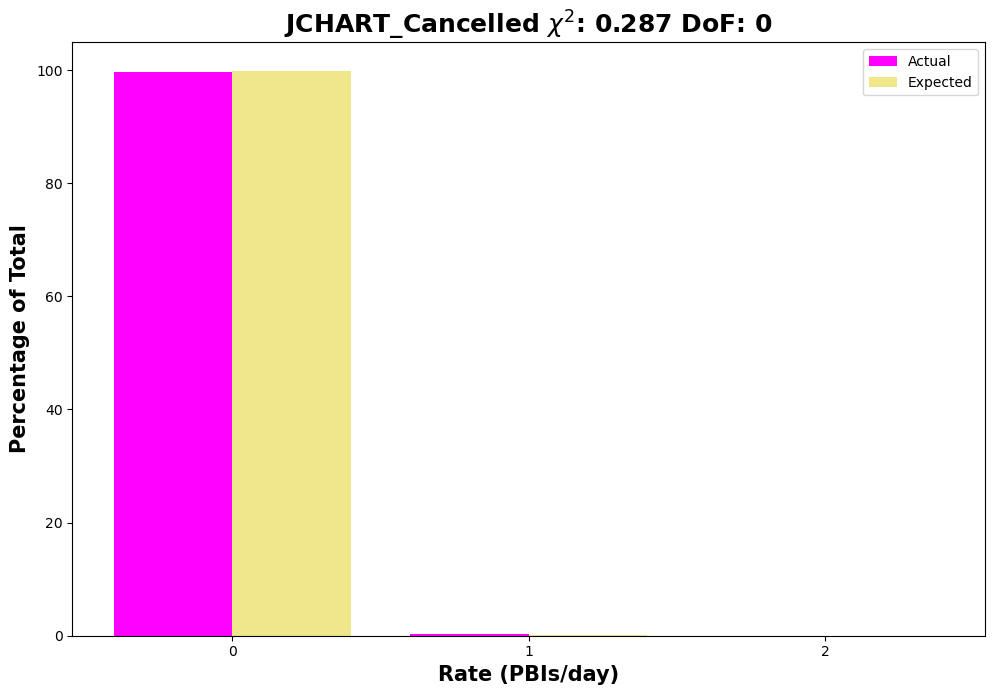 JCHART_Cancelled χ²: 0.287 DoF: 0
Actual
Expected
100
80
60
40
20
0
Percentage of Total
0 1 2
Rate (PBIs/day)